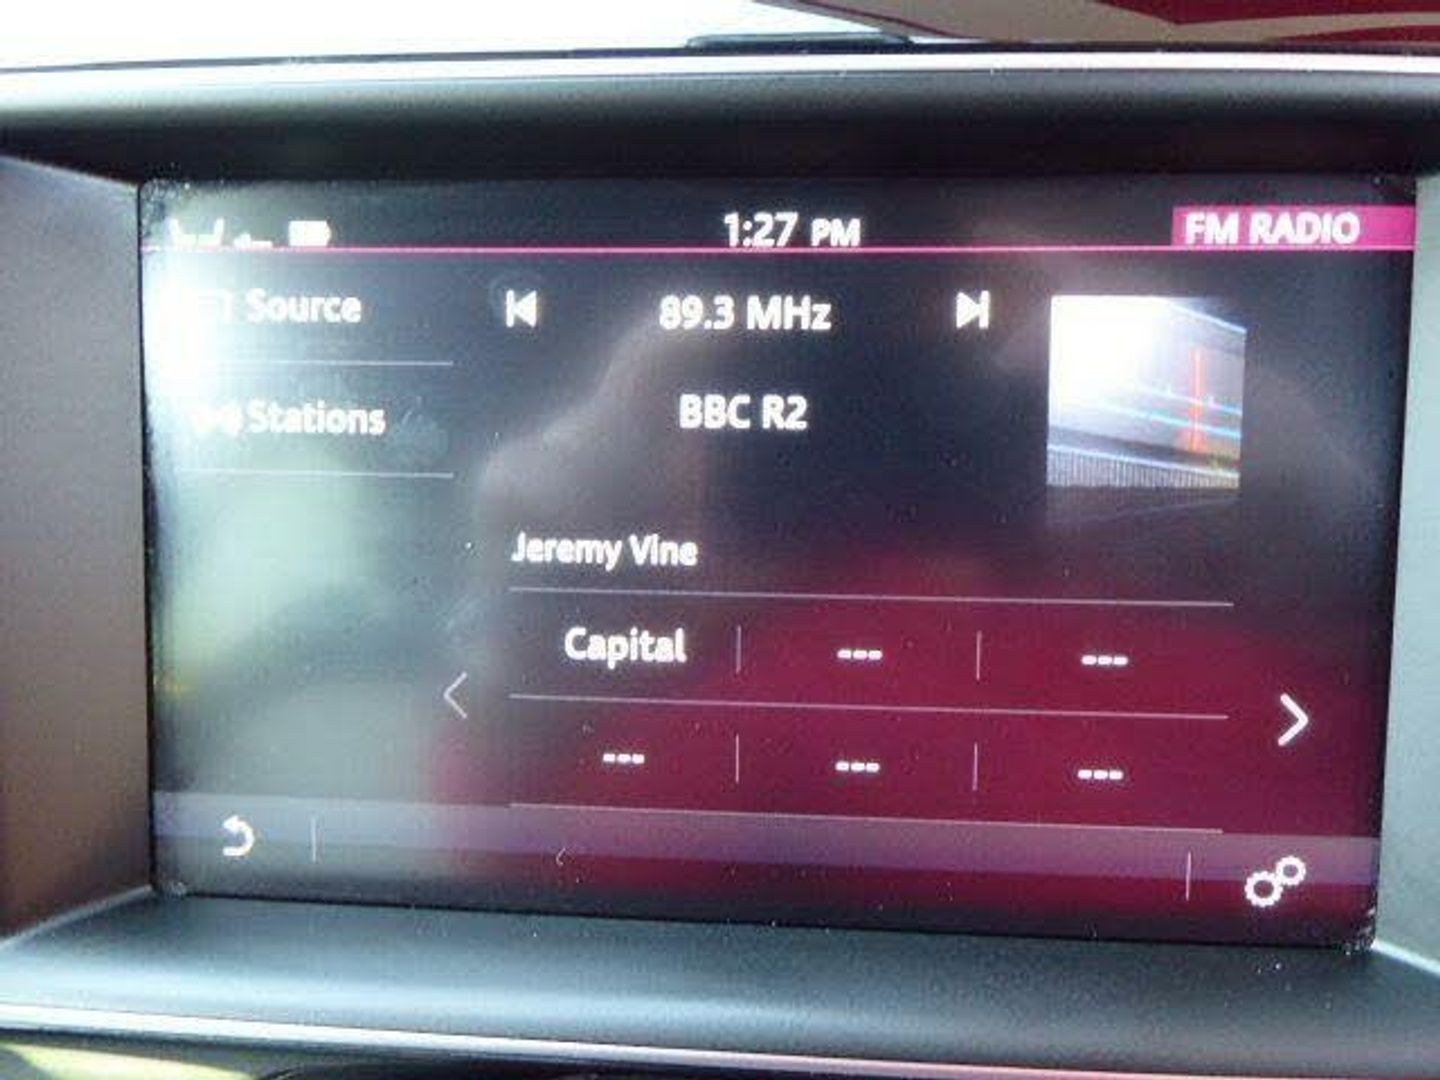 1:27 PM
FM RADIO
Source
89.3 MHz
Stations
BBC R2
Jeremy Vine
Capital
---
---
---
---
---